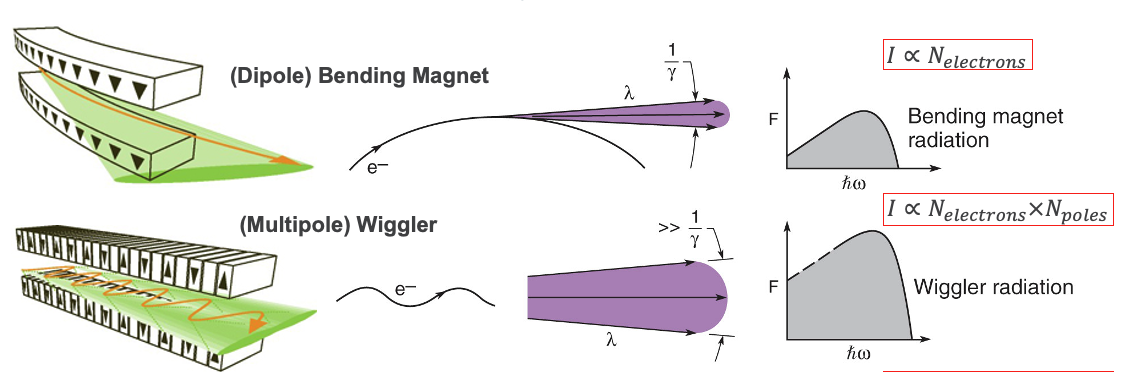 (Dipole) Bending Magnet
1/γ
λ
e–
I ∝ N_electrons
F
Bending magnet
radiation
ℏω
(Multipole) Wiggler
>> 1/γ
e–
λ
I ∝ N_electrons×N_poles
F
Wiggler radiation
ℏω